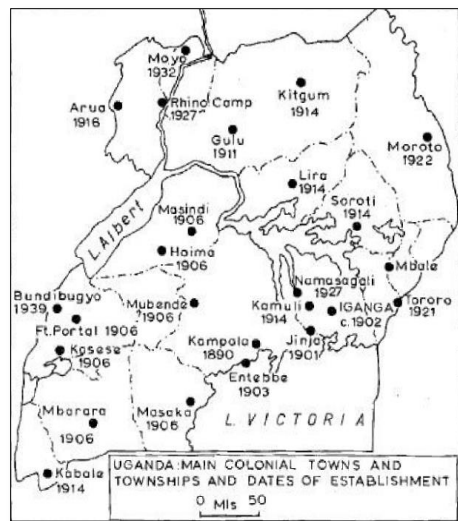 Moyo
1932
Arua
1916
Rhino Camp
1927
Kitgum
1914
Gulu
1911
Moroto
1922
Lira
1914
Soroti
1914
L. Albert
Masindi
1906
Hoima
1906
Mbale
Bundibugyo
1939
Ft. Portal 1906
Mubende
1906
Namasagali
1927
Kamuli
1914
IGANGA
c.1902
Tororo
1921
Kasese
1906
Kampala
1890
Jinja
1901
Entebbe
1903
Mbarara
1906
Masaka
1906
L. VICTORIA
Kabale
1914
UGANDA:MAIN COLONIAL TOWNS AND
TOWNSHIPS AND DATES OF ESTABLISHMENT
0 Mls 50